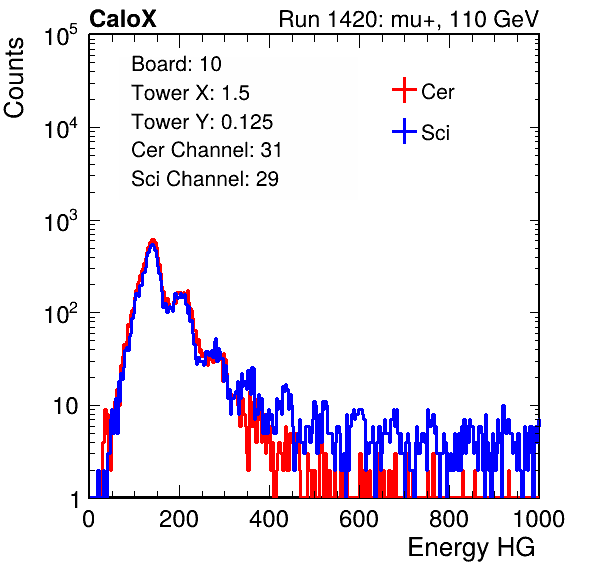 CaloX Run 1420: mu+, 110 GeV
Counts
Board: 10
Tower X: 1.5
Tower Y: 0.125
Cer Channel: 31
Sci Channel: 29
Cer
Sci
10^5
10^4
10^3
10^2
10
1
0 200 400 600 800 1000
Energy HG